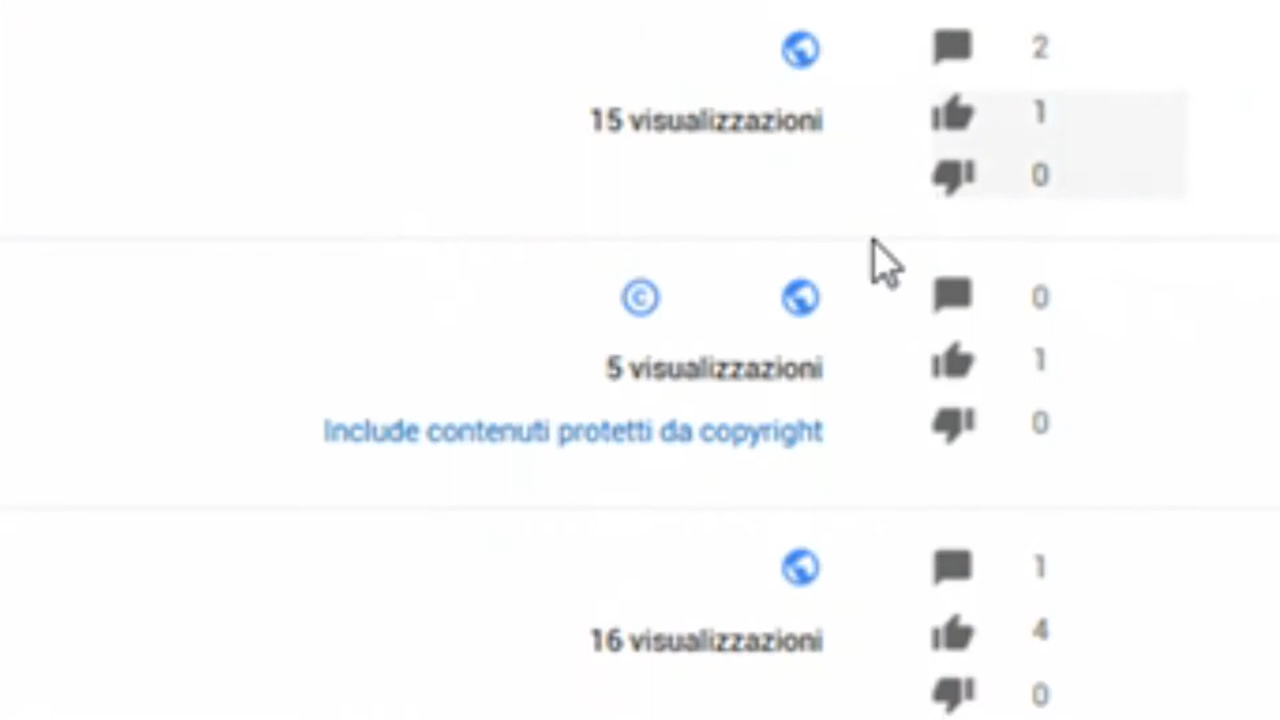 2
15 visualizzazioni 1
0
© 0
5 visualizzazioni 1
Include contenuti protetti da copyright 0
1
16 visualizzazioni 4
0